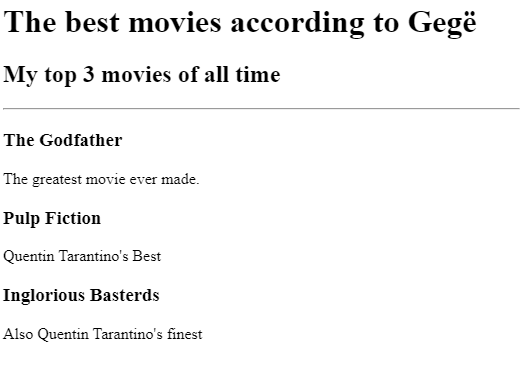 The best movies according to Gegë
My top 3 movies of all time
The Godfather
The greatest movie ever made.
Pulp Fiction
Quentin Tarantino's Best
Inglorious Basterds
Also Quentin Tarantino's finest